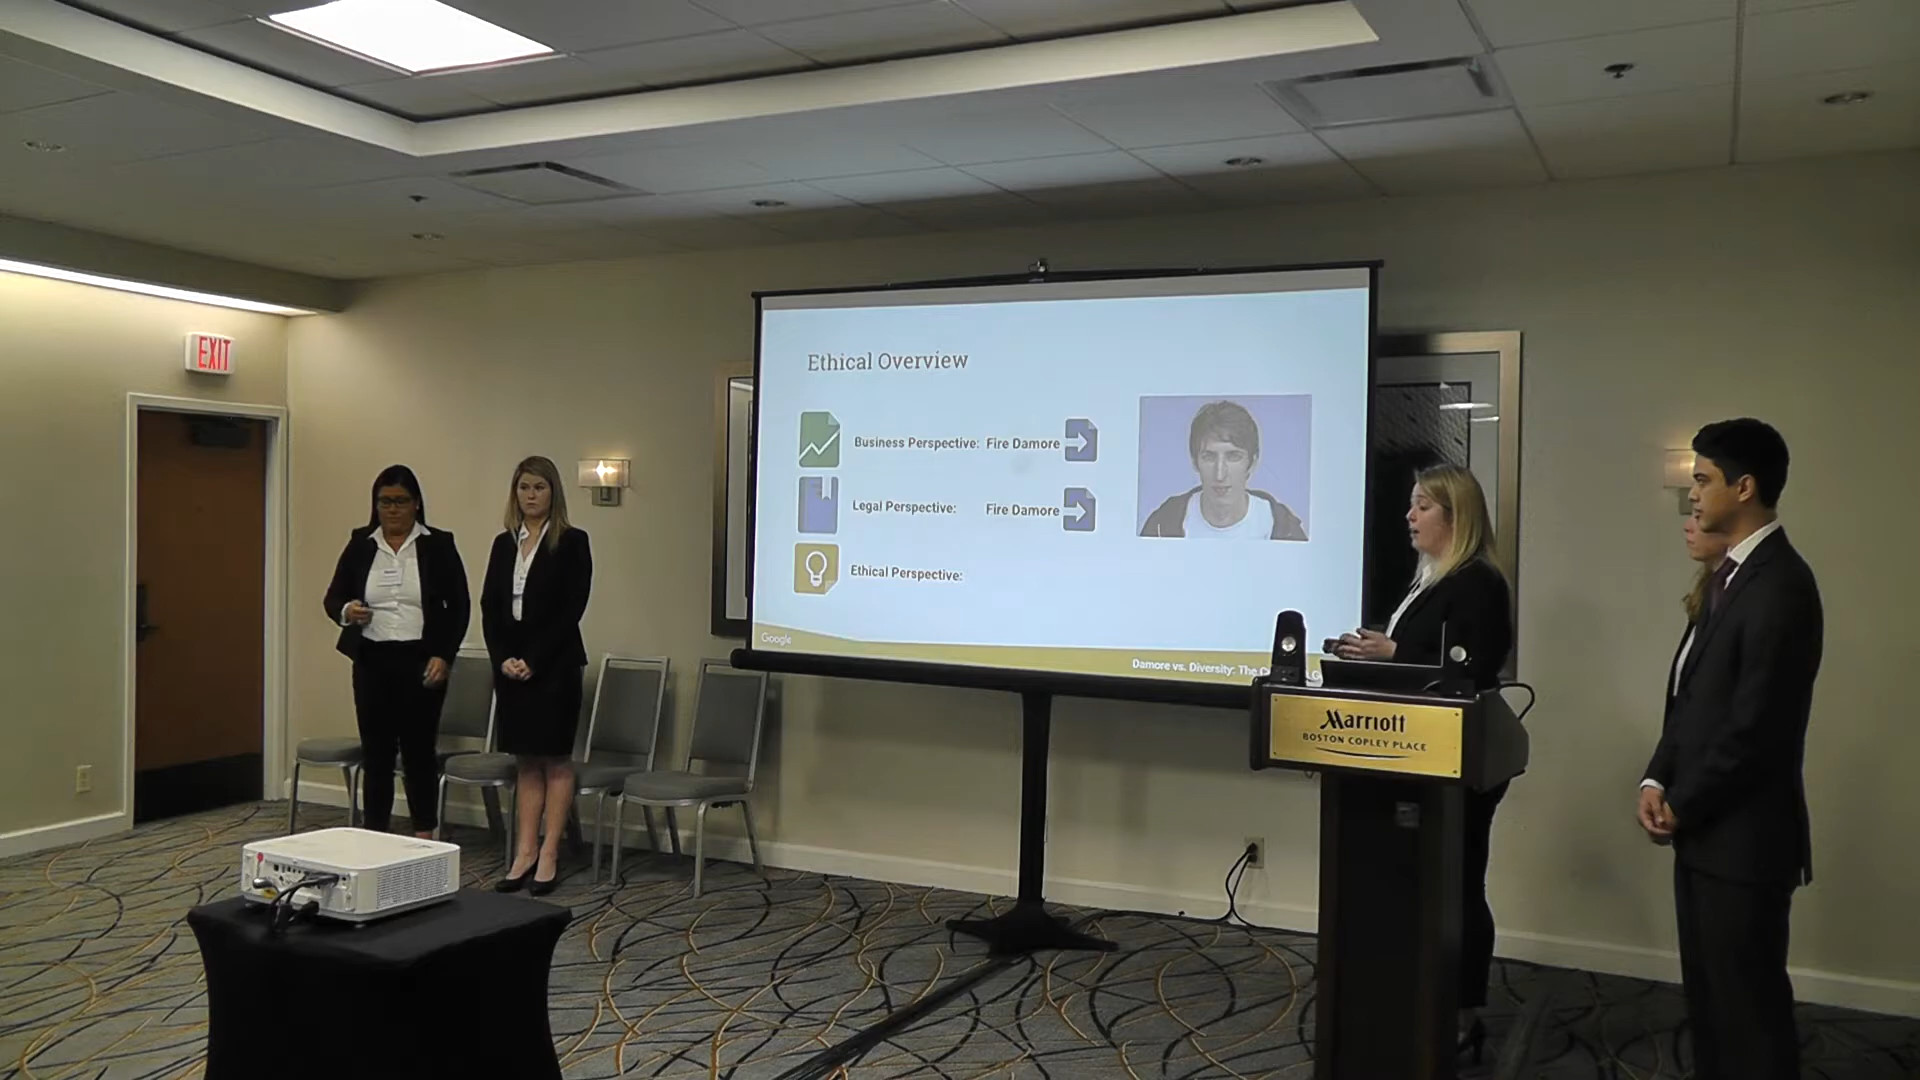 EXIT
Ethical Overview
Business Perspective: Fire Damore
Legal Perspective: Fire Damore
Ethical Perspective:
Google
Damore vs. Diversity: The
Marriott
BOSTON COPLEY PLACE